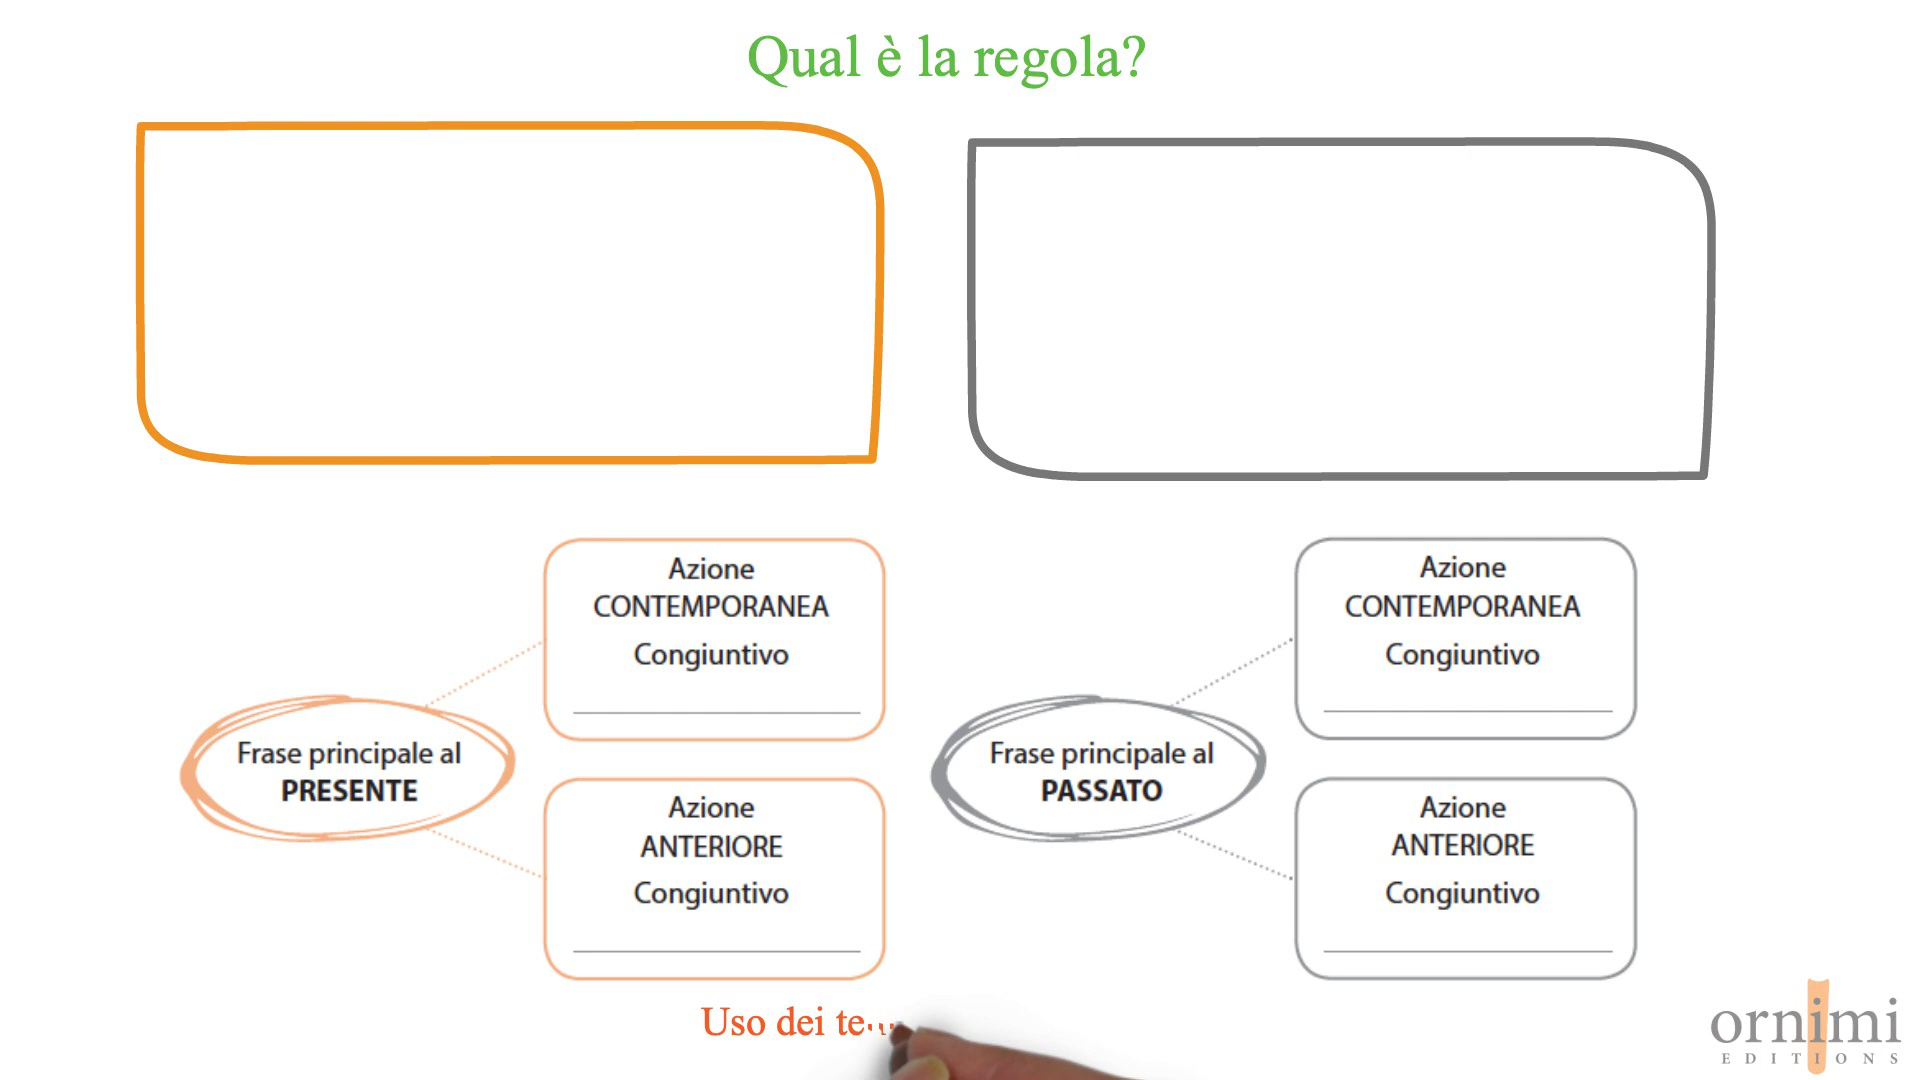 Qual è la regola?
Azione
CONTEMPORANEA
Congiuntivo
Frase principale al
PRESENTE
Azione
ANTERIORE
Congiuntivo
Azione
CONTEMPORANEA
Congiuntivo
Frase principale al
PASSATO
Azione
ANTERIORE
Congiuntivo
Uso dei
ornimi
EDITIONS